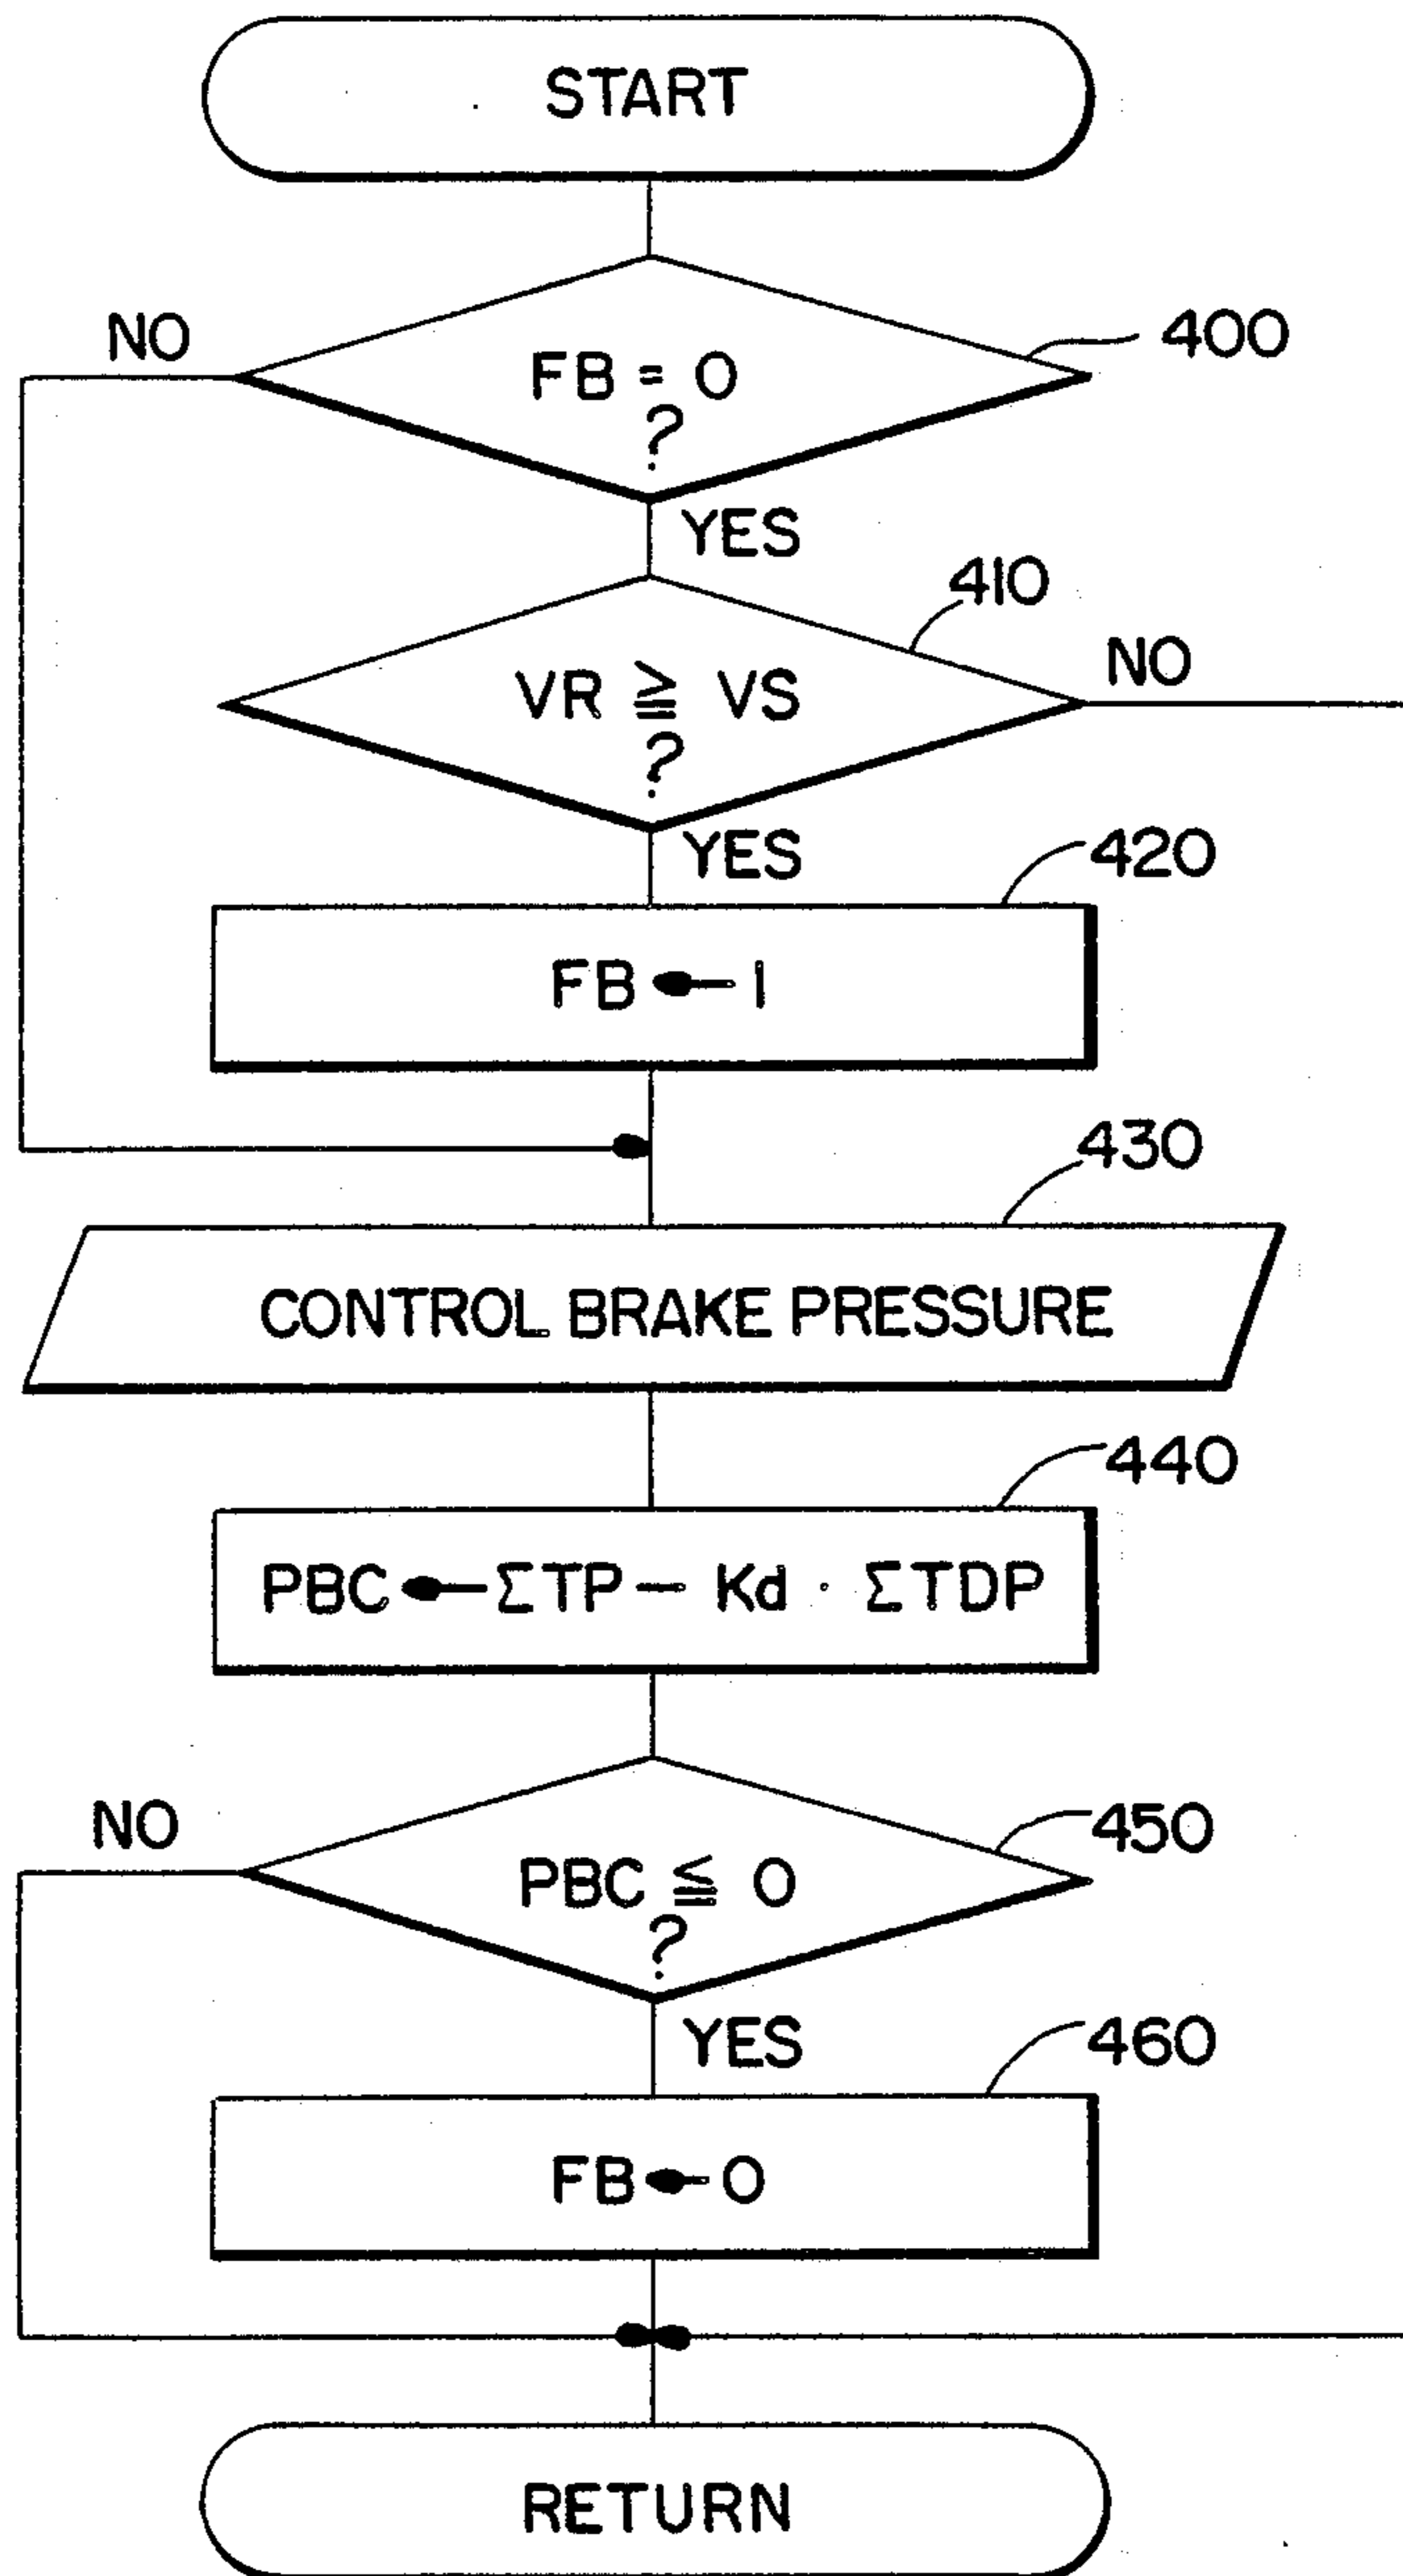 START
NO
400
FB = 0
?
YES
410
NO
VR ≧ VS
?
YES
420
FB ← 1
430
CONTROL BRAKE PRESSURE
440
PBC ← ΣTP – Kd · ΣTDP
NO
450
PBC ≦ 0
?
YES
460
FB ← 0
RETURN